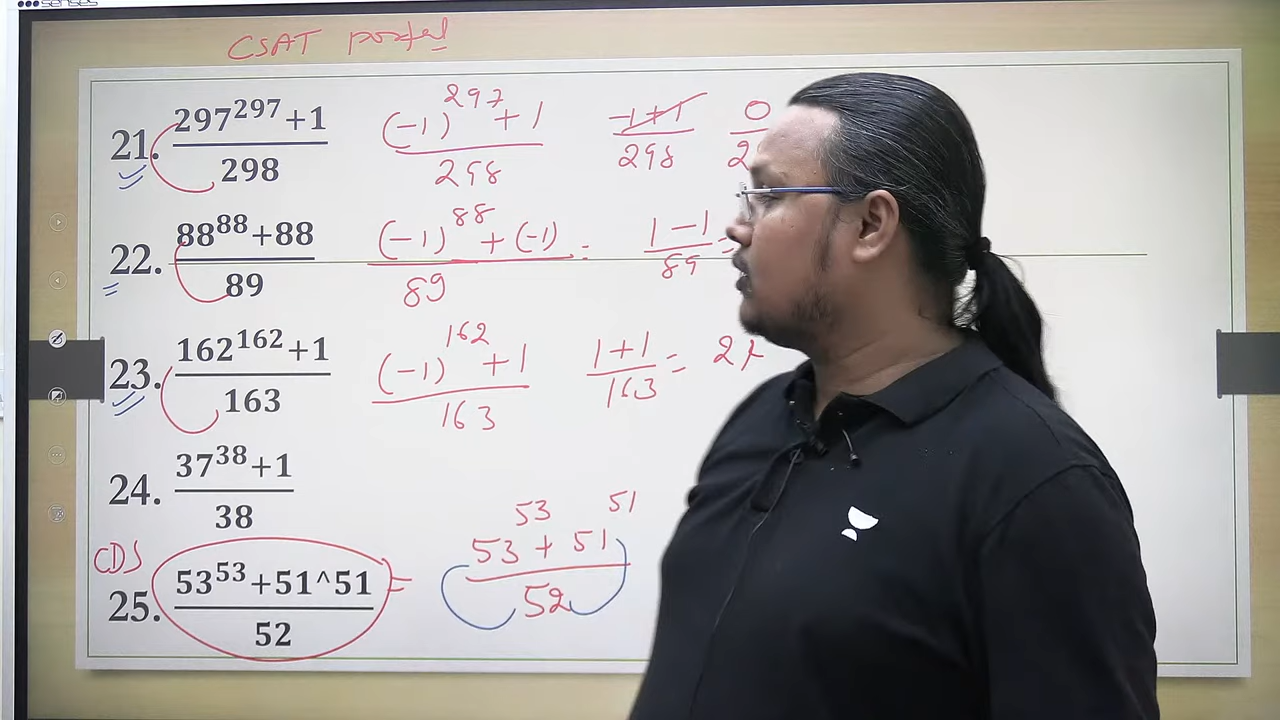 senses
CSAT portal
21. 297^297+1 / 298 (-1)^297 + 1 / 298 -1+1 / 298 0
22. 88^88+88 / 89 (-1)^88 + (-1) / 89 = 1-1 / 89 =
23. 162^162+1 / 163 (-1)^162 + 1 / 163 1+1 / 163 = 2
24. 37^38+1 / 38
CDS
25. 53^53+51^51 / 52 = 53^53 + 51^51 / 52